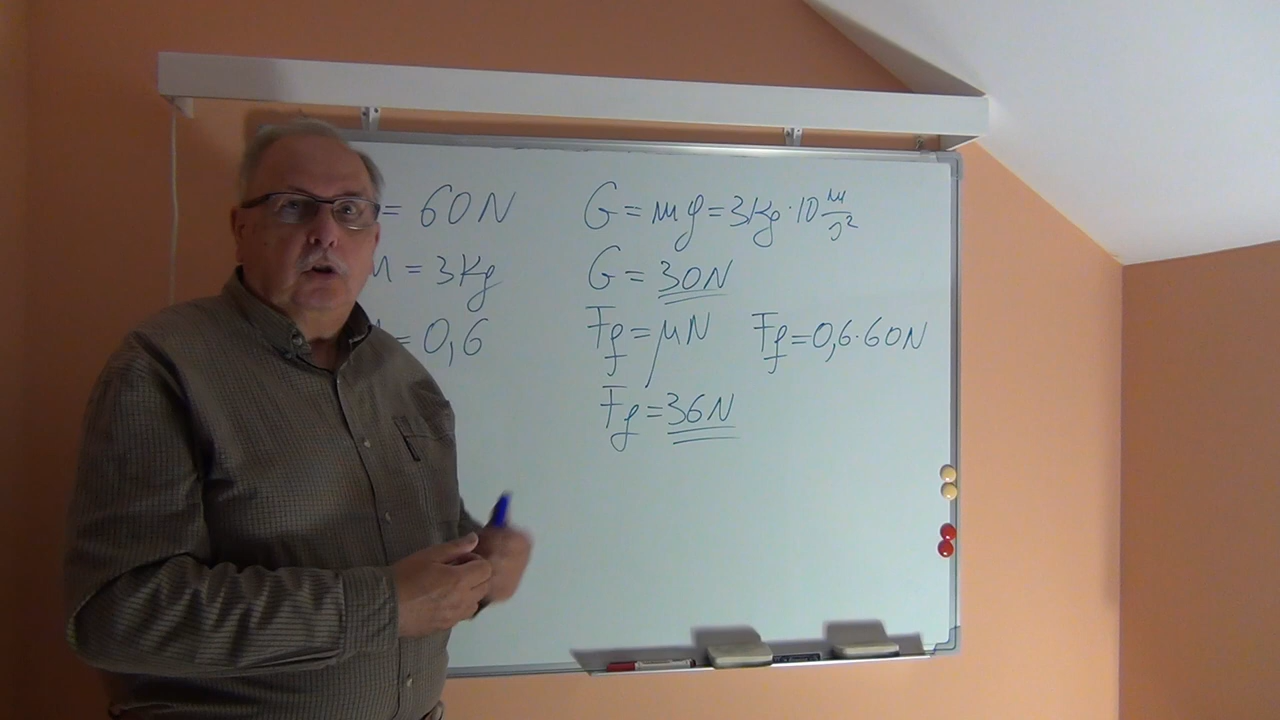 = 60N
= 3Kg
= 0,6
G = mg = 3Kg · 10 m/s²
G = 30N
Ff = μN Ff = 0,6 · 60N
Ff = 36N